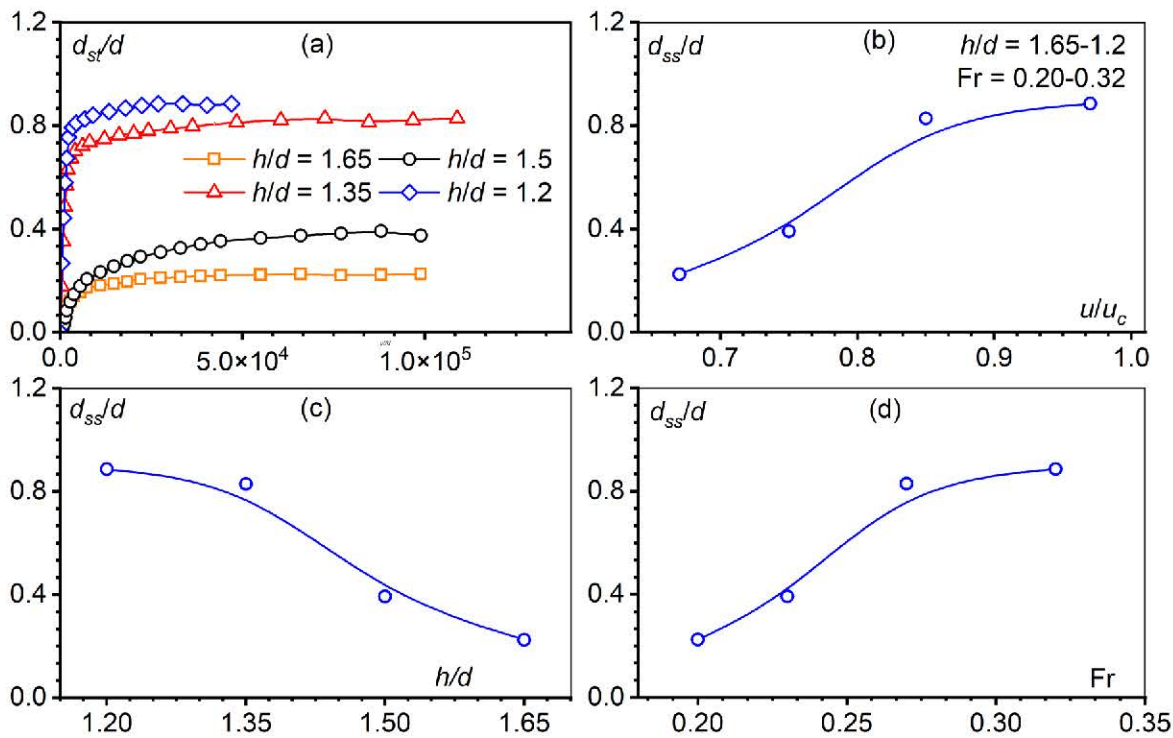 1.2
d_st/d
(a)
0.8
h/d = 1.65
h/d = 1.5
h/d = 1.35
h/d = 1.2
0.4
0.0
0.0
5.0×10⁴
1.0×10⁵
1.2
d_ss/d
(b)
h/d = 1.65-1.2
Fr = 0.20-0.32
0.8
0.4
u/u_c
0.0
0.7
0.8
0.9
1.0
1.2
d_ss/d
(c)
0.8
0.4
h/d
0.0
1.20
1.35
1.50
1.65
1.2
d_ss/d
(d)
0.8
0.4
Fr
0.0
0.20
0.25
0.30
0.35